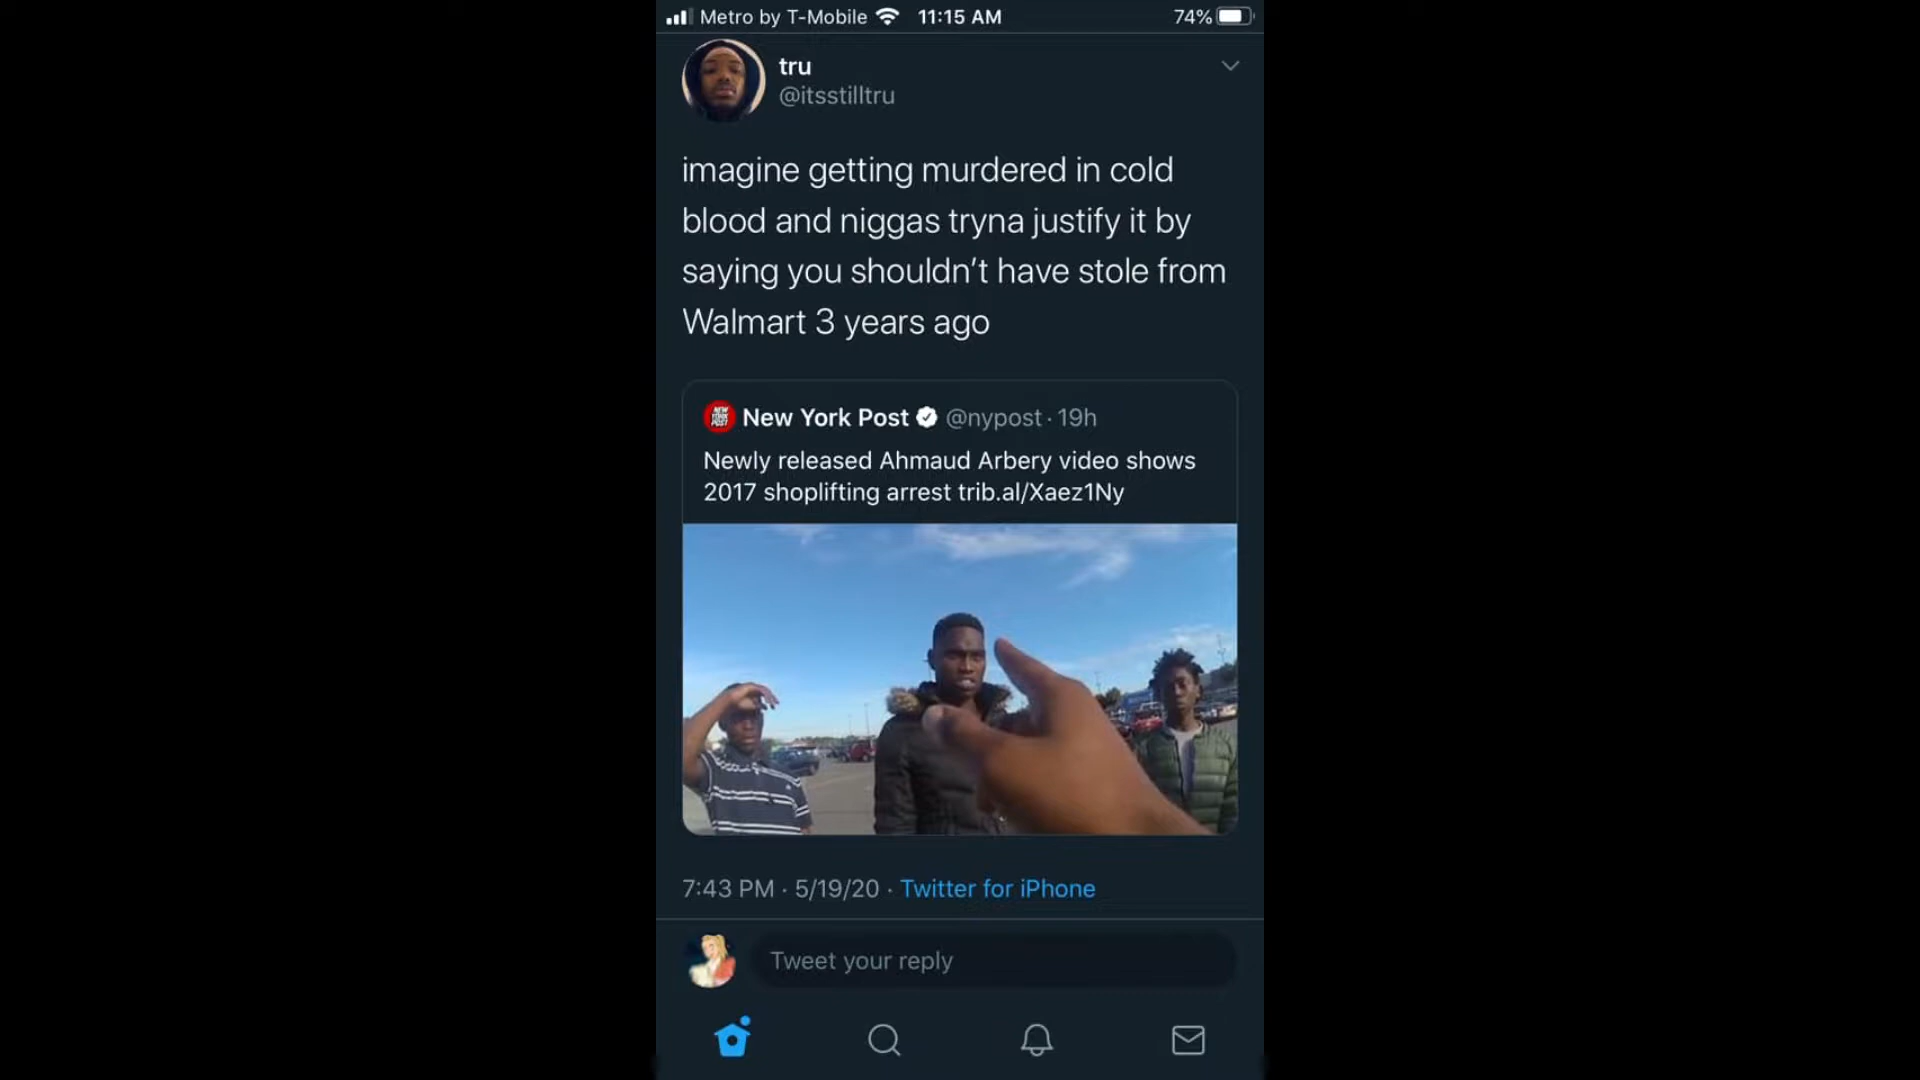 Metro by T-Mobile 11:15 AM 74%
tru
@itsstilltru
imagine getting murdered in cold
blood and niggas tryna justify it by
saying you shouldn't have stole from
Walmart 3 years ago
NEW
YORK
POST
New York Post @nypost · 19h
Newly released Ahmaud Arbery video shows
2017 shoplifting arrest trib.al/Xaez1Ny
7:43 PM · 5/19/20 · Twitter for iPhone
Tweet your reply